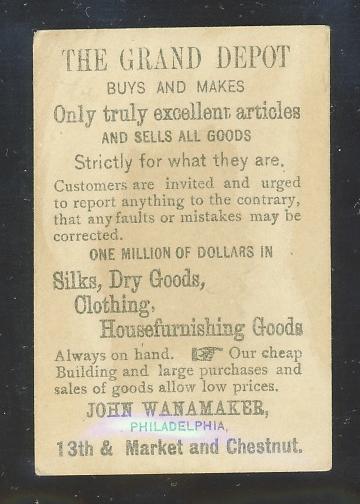 THE GRAND DEPOT
BUYS AND MAKES
Only truly excellent articles
AND SELLS ALL GOODS
Strictly for what they are.
Customers are invited and urged
to report anything to the contrary,
that any faults or mistakes may be
corrected.
ONE MILLION OF DOLLARS IN
Silks, Dry Goods,
Clothing,
Housefurnishing Goods
Always on hand. ☞ Our cheap
Building and large purchases and
sales of goods allow low prices.
JOHN WANAMAKER,
PHILADELPHIA,
13th & Market and Chestnut.